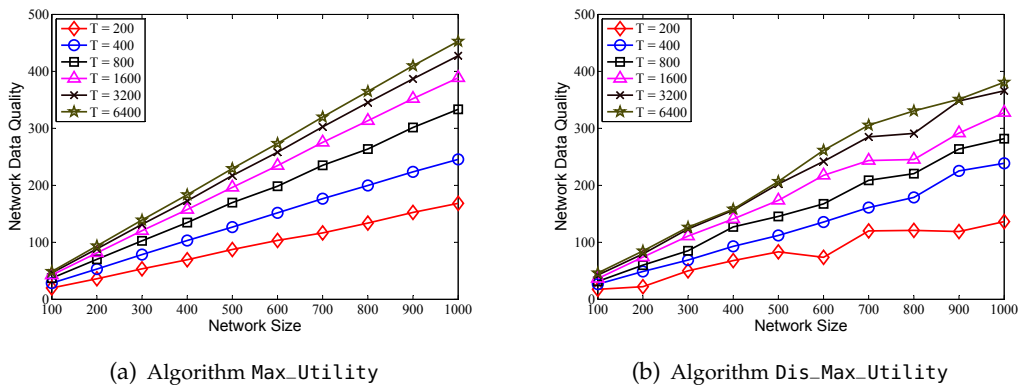 500
400
300
200
100
0
Network Data Quality
T = 200
T = 400
T = 800
T = 1600
T = 3200
T = 6400
100 200 300 400 500 600 700 800 900 1000
Network Size
(a) Algorithm Max_Utility
500
400
300
200
100
0
Network Data Quality
T = 200
T = 400
T = 800
T = 1600
T = 3200
T = 6400
100 200 300 400 500 600 700 800 900 1000
Network Size
(b) Algorithm Dis_Max_Utility